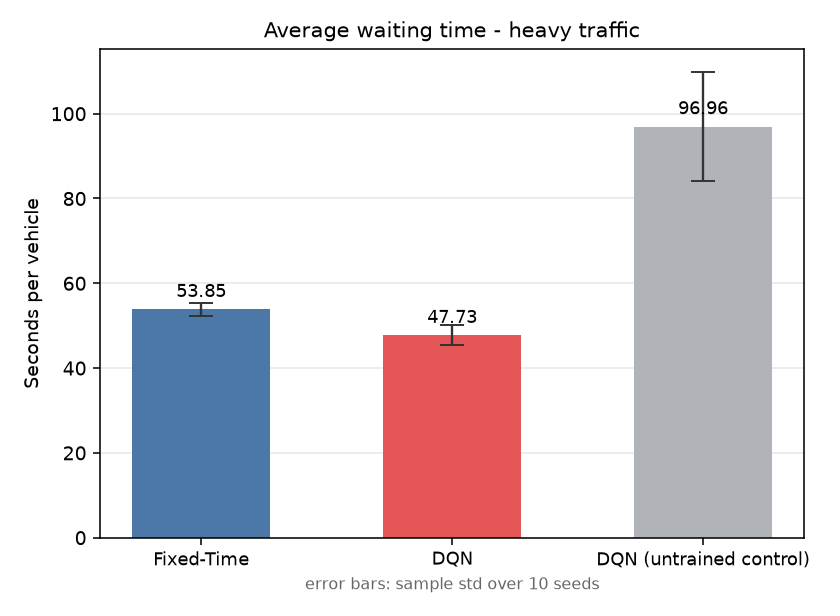 Average waiting time - heavy traffic
Seconds per vehicle
100
80
60
40
20
0
53.85
47.73
96.96
Fixed-Time
DQN
DQN (untrained control)
error bars: sample std over 10 seeds